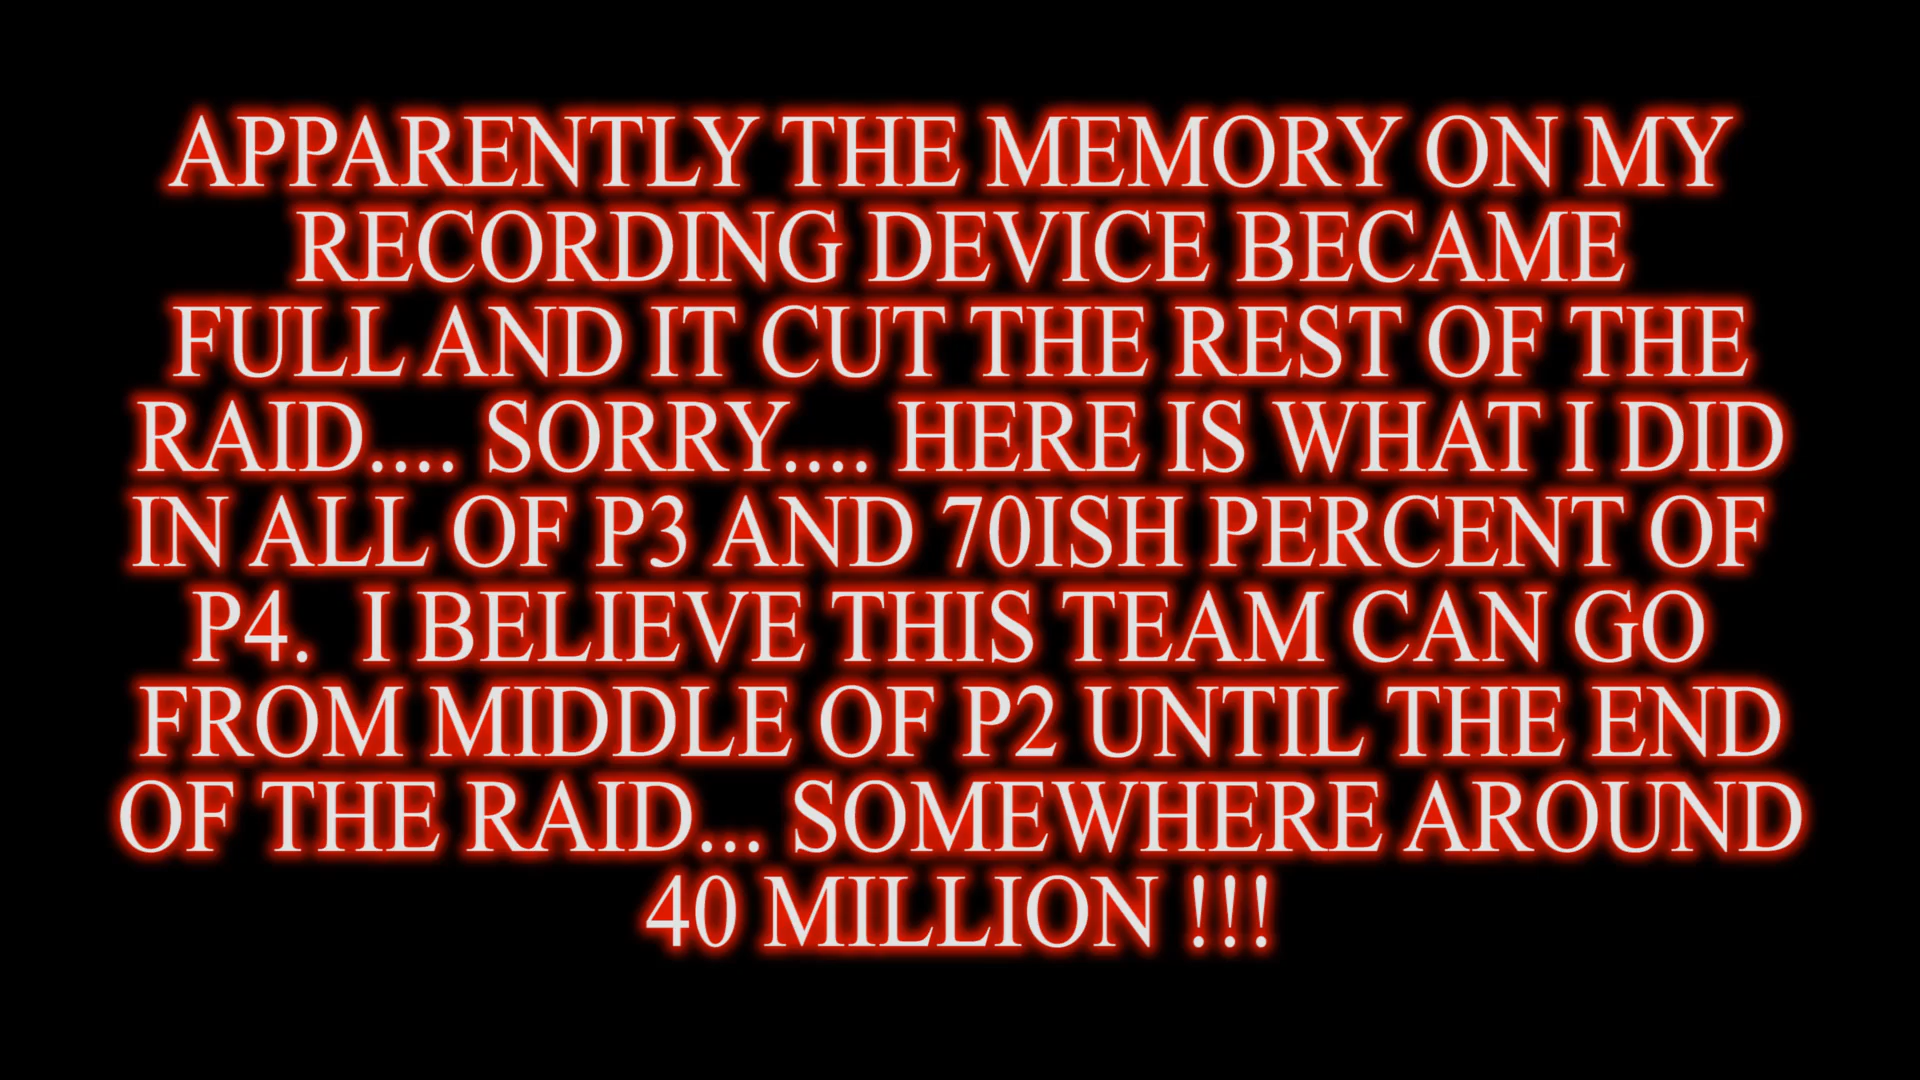 APPARENTLY THE MEMORY ON MY
RECORDING DEVICE BECAME
FULL AND IT CUT THE REST OF THE
RAID.... SORRY.... HERE IS WHAT I DID
IN ALL OF P3 AND 70ISH PERCENT OF
P4.  I BELIEVE THIS TEAM CAN GO
FROM MIDDLE OF P2 UNTIL THE END
OF THE RAID... SOMEWHERE AROUND
40 MILLION !!!